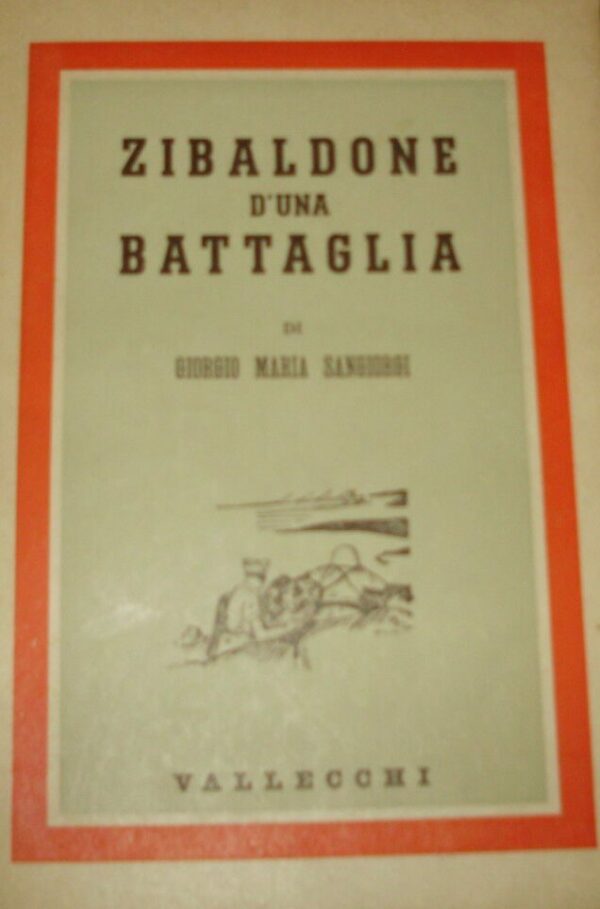 ZIBALDONE
D'UNA
BATTAGLIA
DI
GIORGIO MARIA SANGIORGI
VALLECCHI